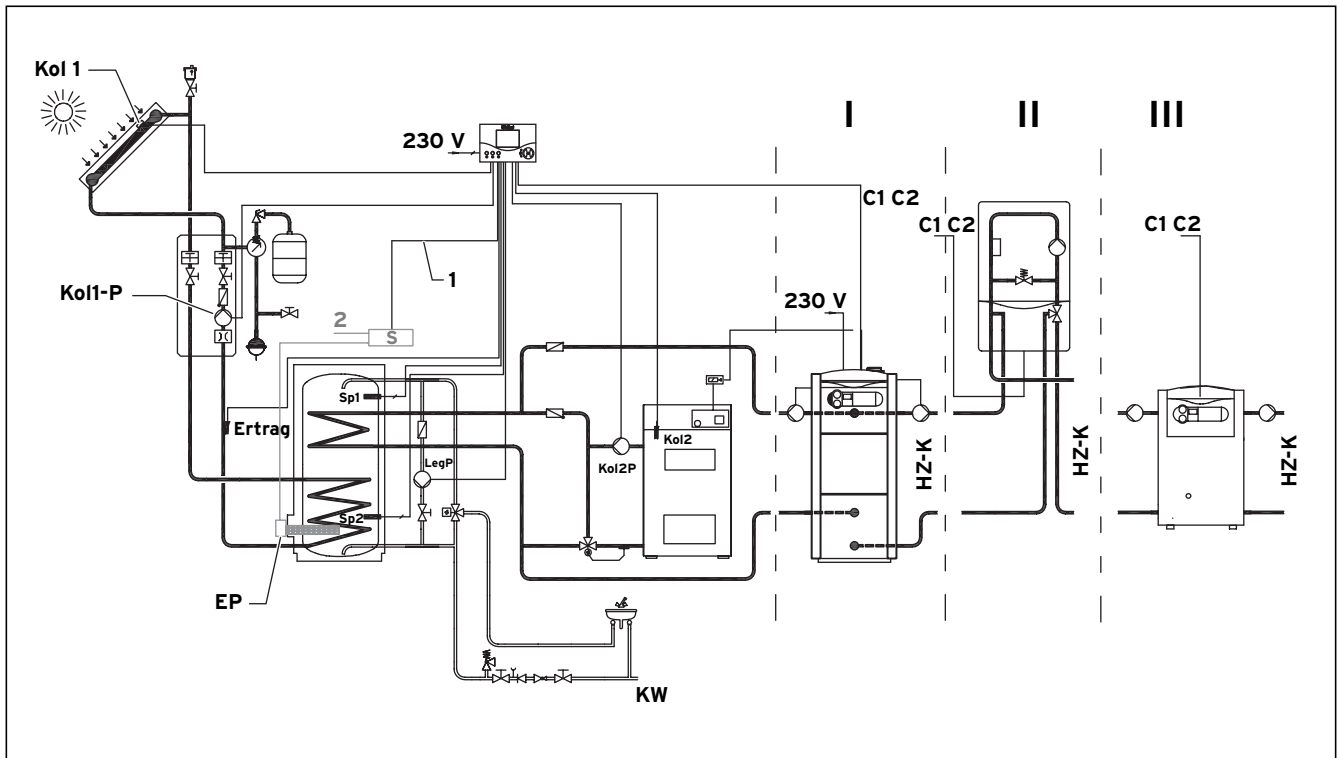 Kol 1
I
II
III
230 V
C1 C2
C1 C2
C1 C2
1
Kol1-P
230 V
2
S
Sp1
Ertrag
Kol2
Kol2P
LegP
HZ-K
HZ-K
HZ-K
Sp2
EP
KW